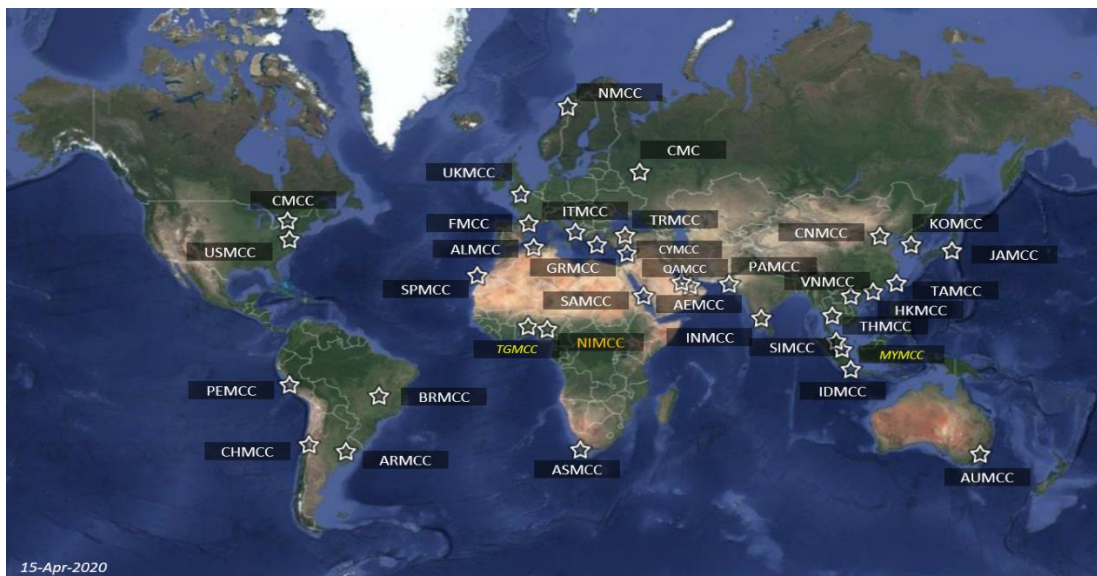 NMCC
CMC
UKMCC
CMCC
ITMCC
FMCC
TRMCC
KOMCC
CNMCC
USMCC
ALMCC
CYMCC
JAMCC
GRMCC
QAMCC
PAMCC
SPMCC
VNMCC
TAMCC
SAMCC
AEMCC
HKMCC
THMCC
INMCC
TGMCC
NIMCC
SIMCC
MYMCC
PEMCC
BRMCC
IDMCC
CHMCC
ARMCC
ASMCC
AUMCC
15-Apr-2020